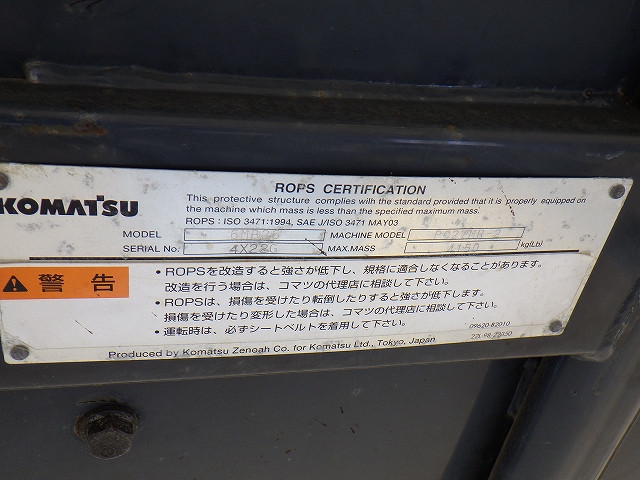 ROPS CERTIFICATION
KOMATSU
This protective structure complies with the standard provided that it is properly equipped on
the machine which mass is less than the specified maximum mass.
ROPS : ISO 3471:1994, SAE J/ISO 3471 MAY03
MODEL MACHINE MODEL
SERIAL No. 4X23G MAX.MASS 4150 kg(Lb)
警告
・ROPSを改造すると強さが低下し、規格に適合しなくなることがあります。
改造を行う場合は、コマツの代理店に相談して下さい。
・ROPSは、損傷を受けたり転倒したりすると強さが低下します。
損傷を受けたり変形した場合は、コマツの代理店に相談して下さい。
・運転時は、必ずシートベルトを着用して下さい。
09620-B2010
Produced by Komatsu Zenoah Co. for Komatsu Ltd., Tokyo, Japan